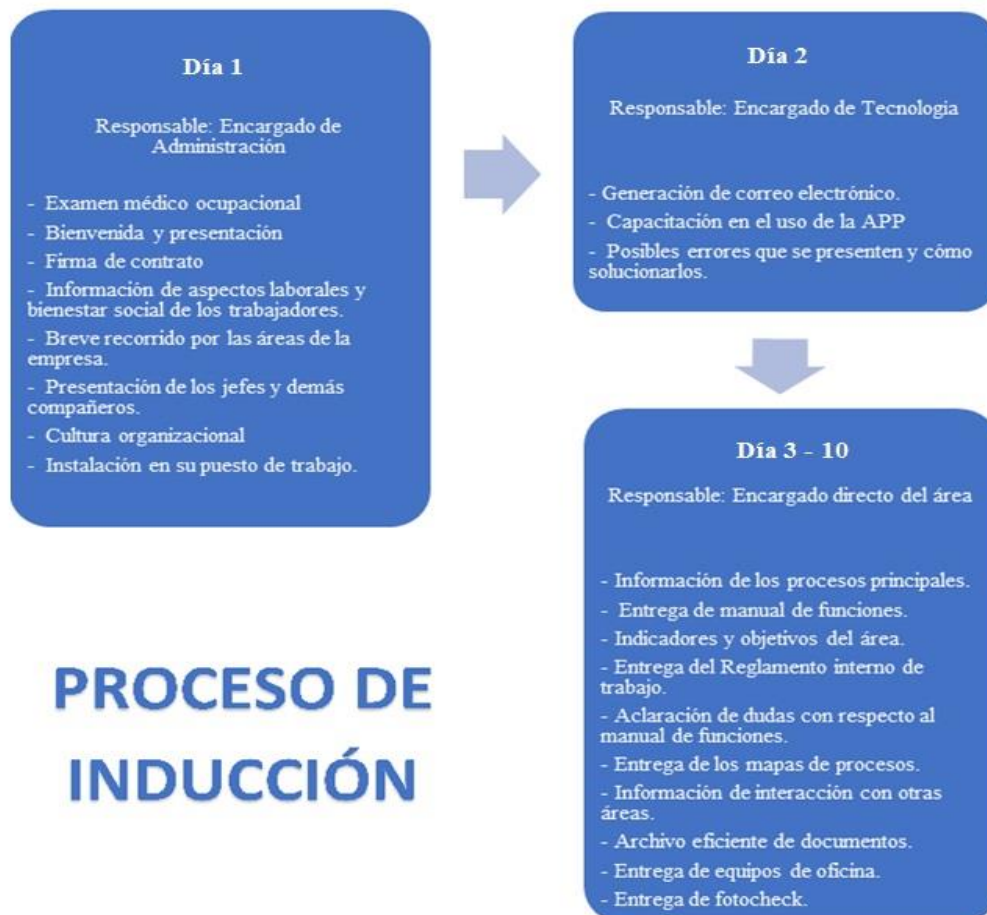 Día 1
Responsable: Encargado de
Administración
- Examen médico ocupacional
- Bienvenida y presentación
- Firma de contrato
- Información de aspectos laborales y
bienestar social de los trabajadores.
- Breve recorrido por las áreas de la
empresa.
- Presentación de los jefes y demás
compañeros.
- Cultura organizacional
- Instalación en su puesto de trabajo.
Día 2
Responsable: Encargado de Tecnologia
- Generación de correo electrónico.
- Capacitación en el uso de la APP
- Posibles errores que se presenten y cómo
solucionarlos.
Día 3 - 10
Responsable: Encargado directo del área
- Información de los procesos principales.
- Entrega de manual de funciones.
- Indicadores y objetivos del área.
- Entrega del Reglamento interno de
trabajo.
- Aclaración de dudas con respecto al
manual de funciones.
- Entrega de los mapas de procesos.
- Información de interacción con otras
áreas.
- Archivo eficiente de documentos.
- Entrega de equipos de oficina.
- Entrega de fotocheck.
PROCESO DE
INDUCCIÓN